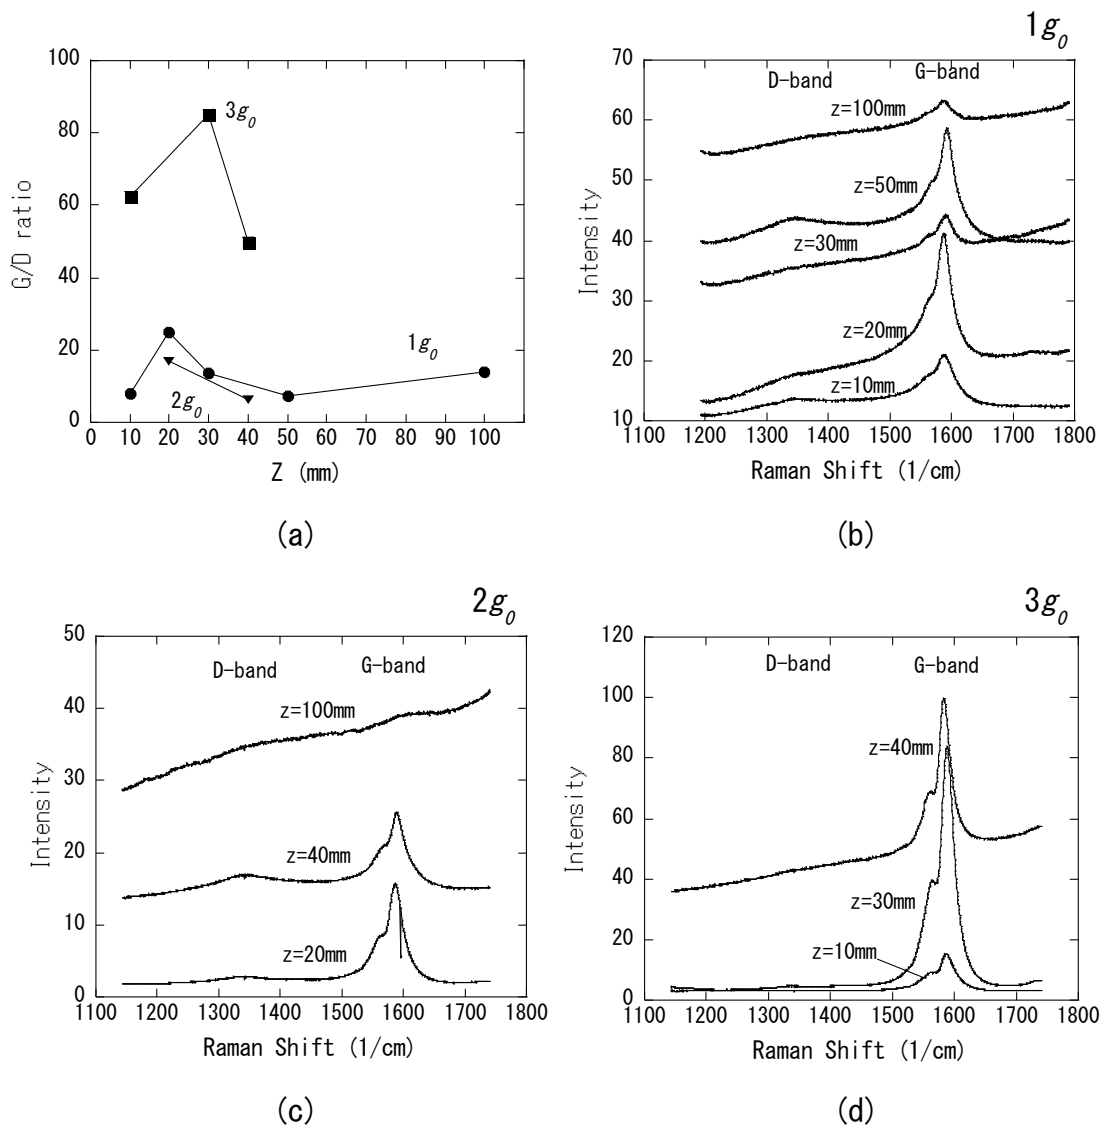 1g0
100
80
60
40
20
0
G/D ratio
3g0
1g0
2g0
0 10 20 30 40 50 60 70 80 90 100
Z (mm)
(a)
70
60
50
40
30
20
10
Intensity
D-band G-band
z=100mm
z=50mm
z=30mm
z=20mm
z=10mm
1100 1200 1300 1400 1500 1600 1700 1800
Raman Shift (1/cm)
(b)
2g0
50
40
30
20
10
0
Intensity
D-band G-band
z=100mm
z=40mm
z=20mm
1100 1200 1300 1400 1500 1600 1700 1800
Raman Shift (1/cm)
(c)
3g0
120
100
80
60
40
20
0
Intensity
D-band G-band
z=40mm
z=30mm
z=10mm
1100 1200 1300 1400 1500 1600 1700 1800
Raman Shift (1/cm)
(d)